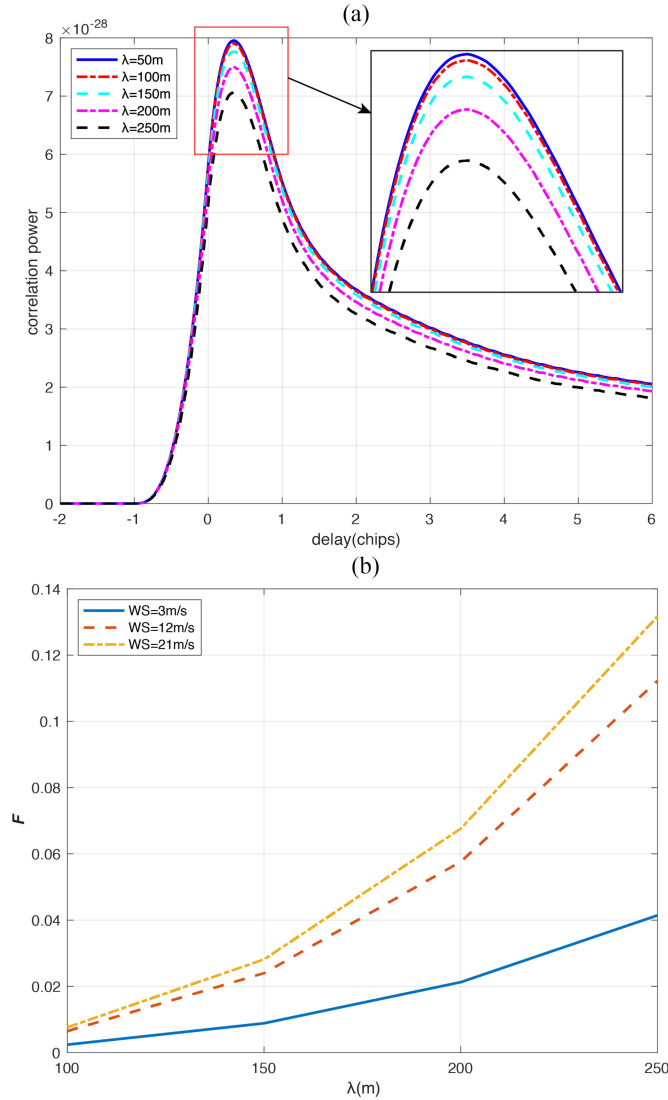 (a)
×10-28
8
7
6
5
4
3
2
1
0
correlation power
λ=50m
λ=100m
λ=150m
λ=200m
λ=250m
-2 -1 0 1 2 3 4 5 6
delay(chips)
(b)
0.14
0.12
0.1
0.08
0.06
0.04
0.02
0
F
WS=3m/s
WS=12m/s
WS=21m/s
100 150 200 250
λ(m)